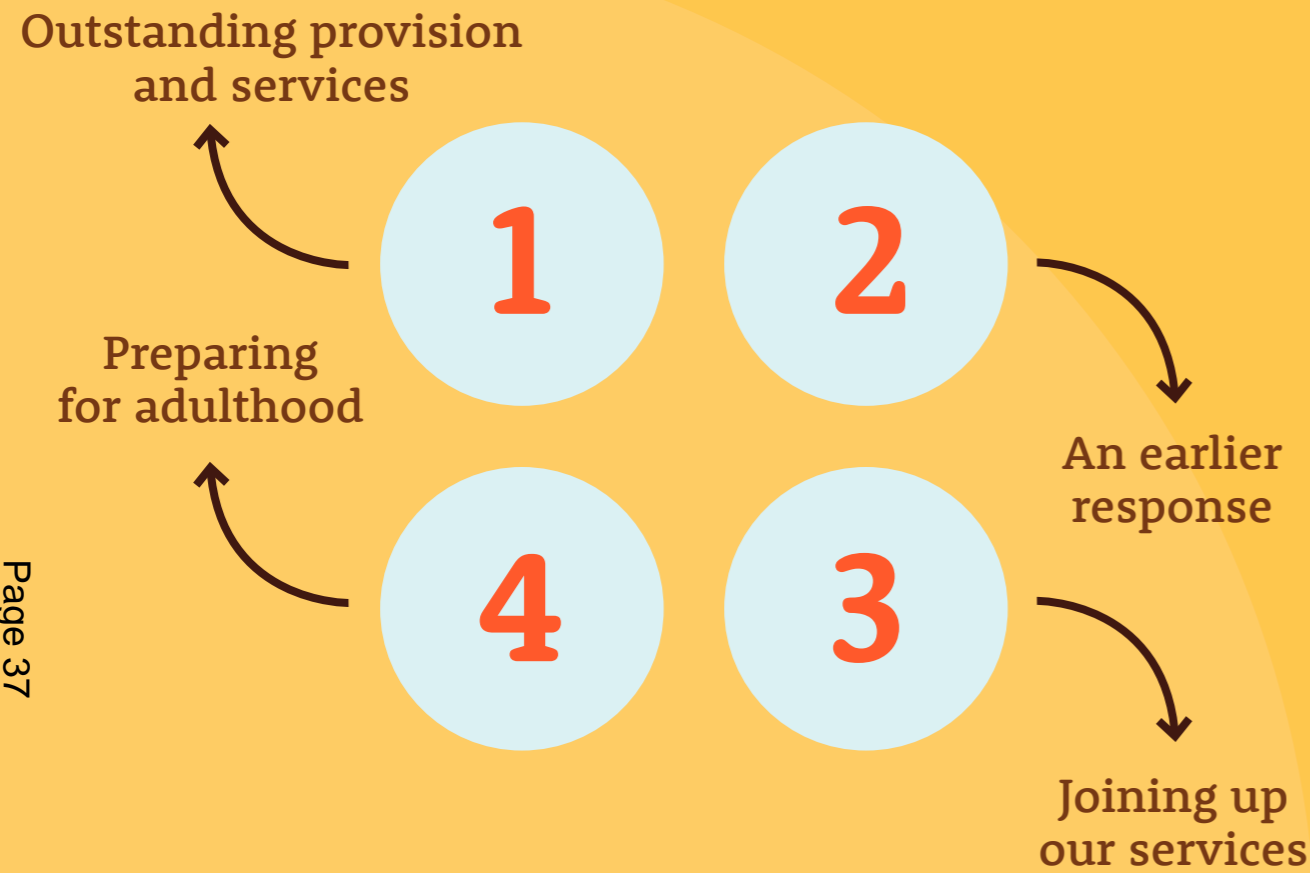 Outstanding provision
and services
1
2
Preparing
for adulthood
An earlier
response
4
3
Joining up
our services
Page 37